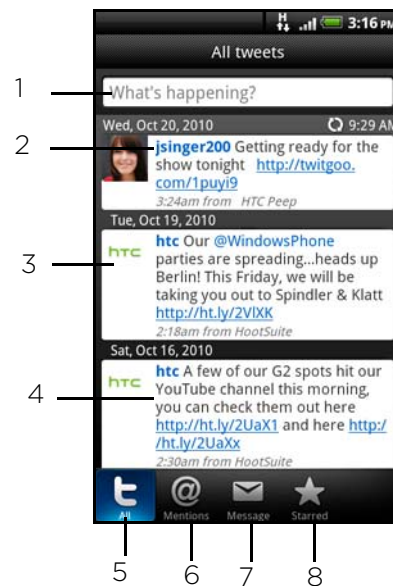 H 3:16 PM
All tweets
1
What's happening?
Wed, Oct 20, 2010 9:29 AM
2
jsinger200 Getting ready for the
show tonight http://twitgoo.
com/1puyi9
3:24am from HTC Peep
Tue, Oct 19, 2010
3
hTC
htc Our @WindowsPhone
parties are spreading...heads up
Berlin! This Friday, we will be
taking you out to Spindler & Klatt
http://ht.ly/2VlXK
2:18am from HootSuite
Sat, Oct 16, 2010
4
hTC
htc A few of our G2 spots hit our
YouTube channel this morning,
you can check them out here
http://ht.ly/2UaX1 and here http:/
/ht.ly/2UaXx
2:30am from HootSuite
All Mentions Message Starred
5 6 7 8